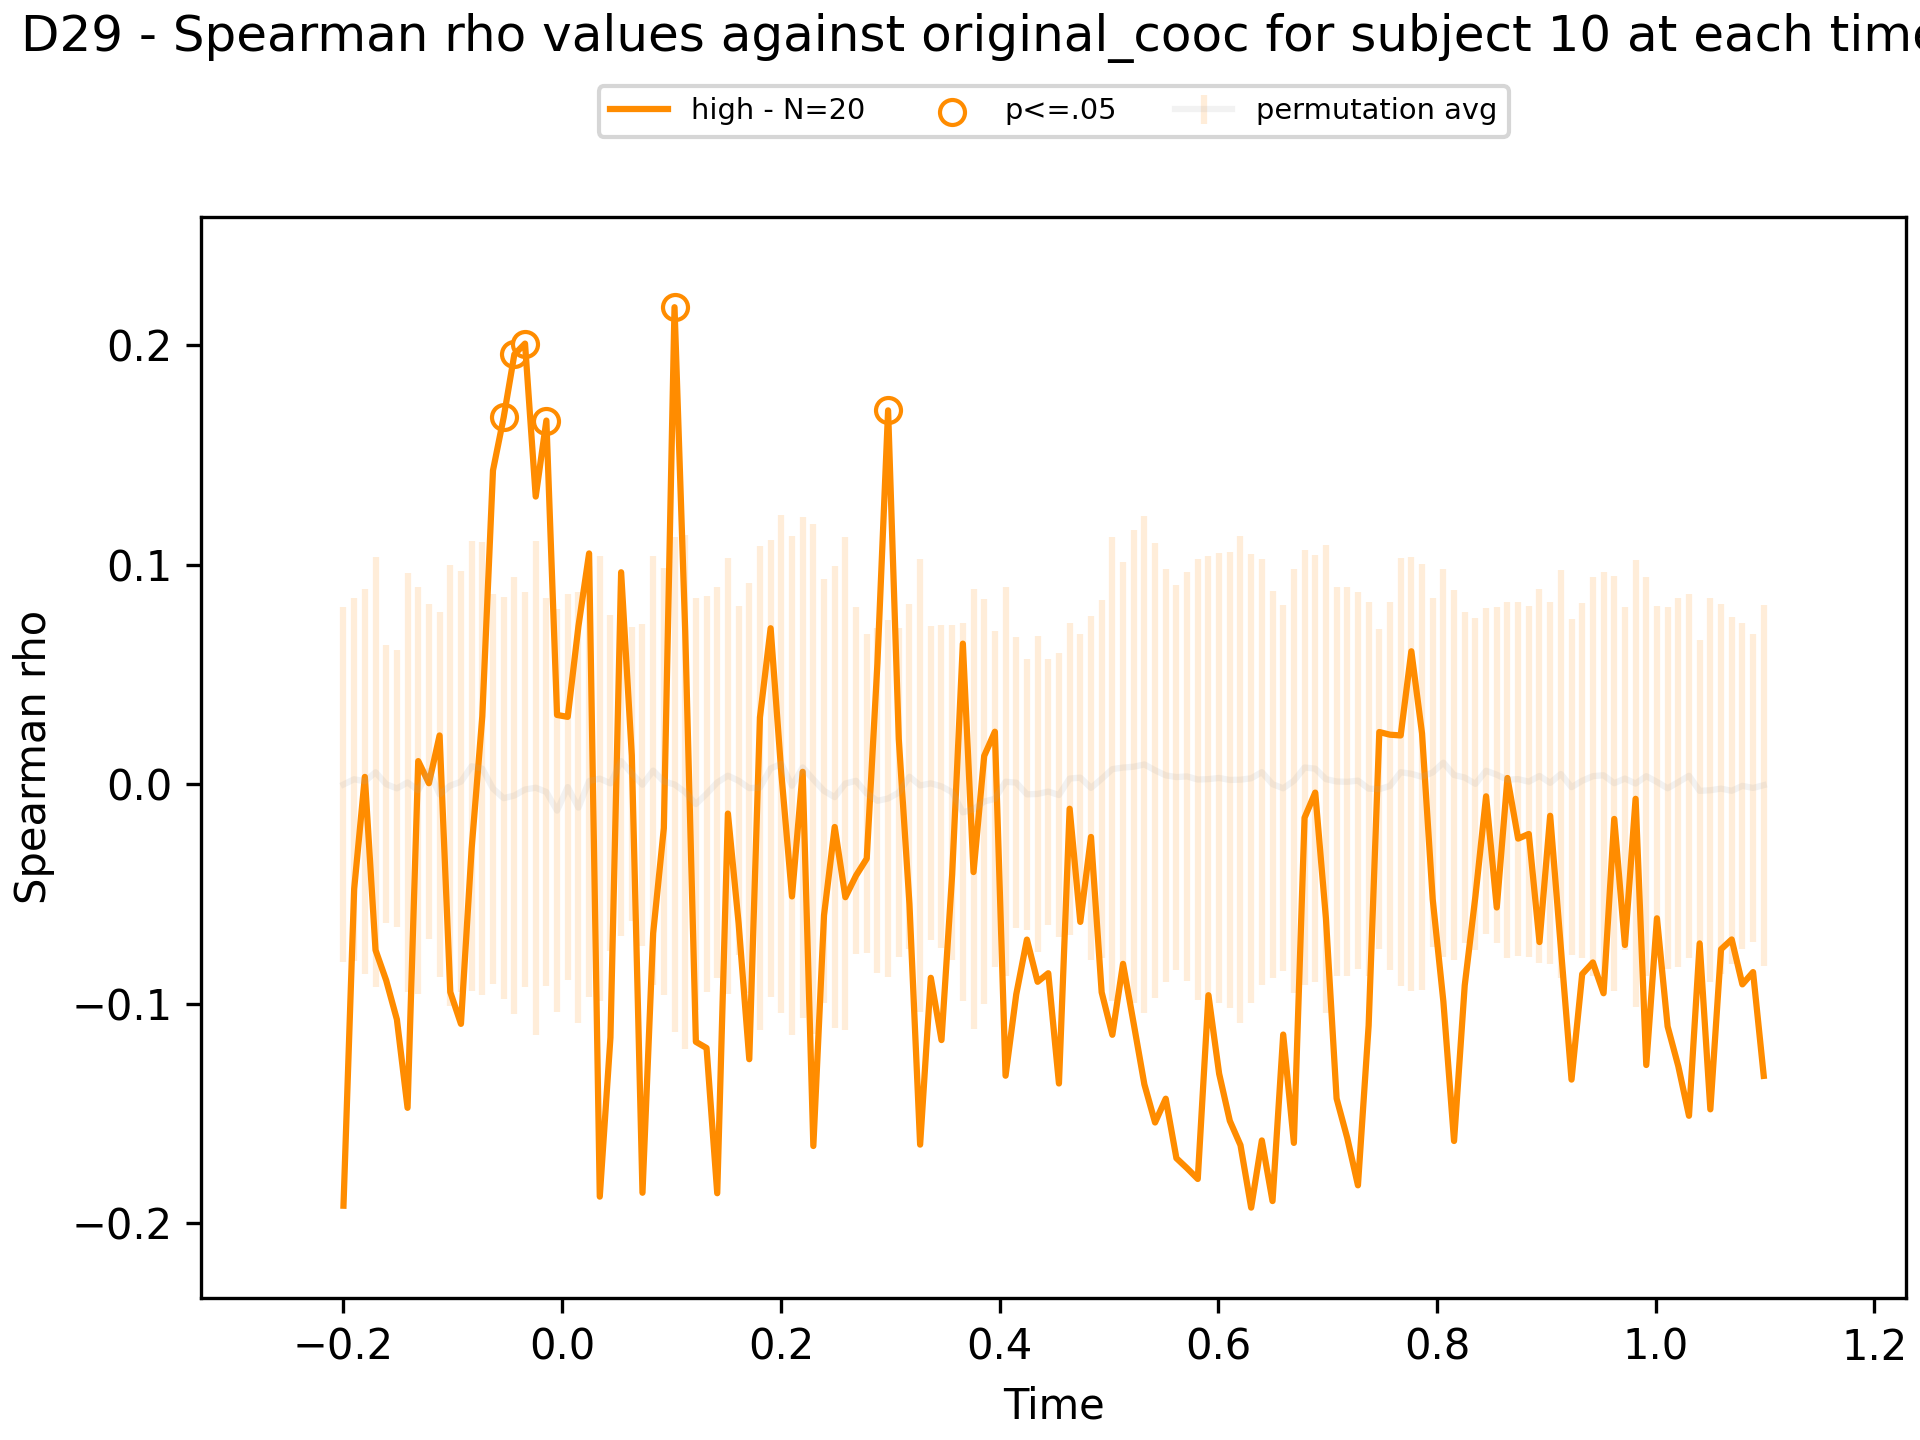 D29 - Spearman rho values against original_cooc for subject 10 at each time
high - N=20 p<=.05 permutation avg
Spearman rho
0.2
0.1
0.0
−0.1
−0.2
−0.2 0.0 0.2 0.4 0.6 0.8 1.0 1.2
Time